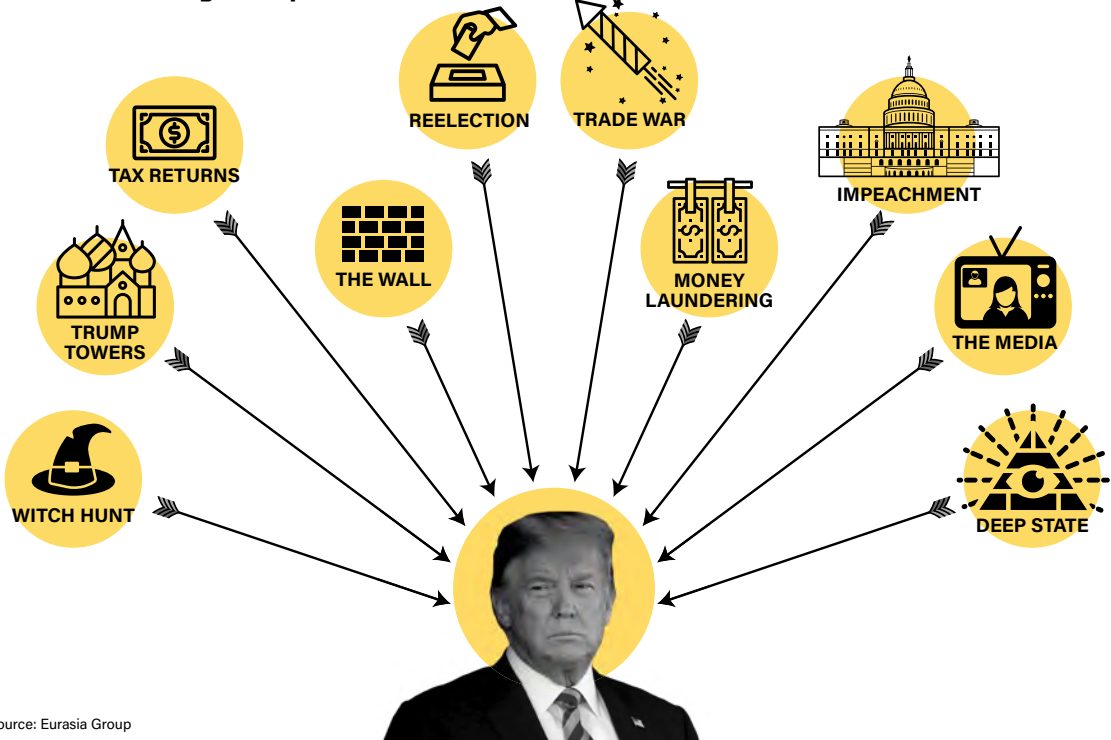 REELECTION
TRADE WAR
TAX RETURNS
IMPEACHMENT
THE WALL
MONEY
LAUNDERING
TRUMP
TOWERS
THE MEDIA
WITCH HUNT
DEEP STATE
ource: Eurasia Group